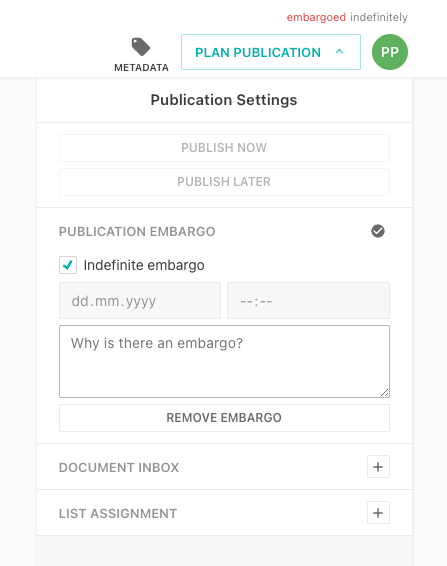 embargoed indefinitely
METADATA
PLAN PUBLICATION
PP
Publication Settings
PUBLISH NOW
PUBLISH LATER
PUBLICATION EMBARGO
Indefinite embargo
dd.mm.yyyy
--:--
Why is there an embargo?
REMOVE EMBARGO
DOCUMENT INBOX
+
LIST ASSIGNMENT
+